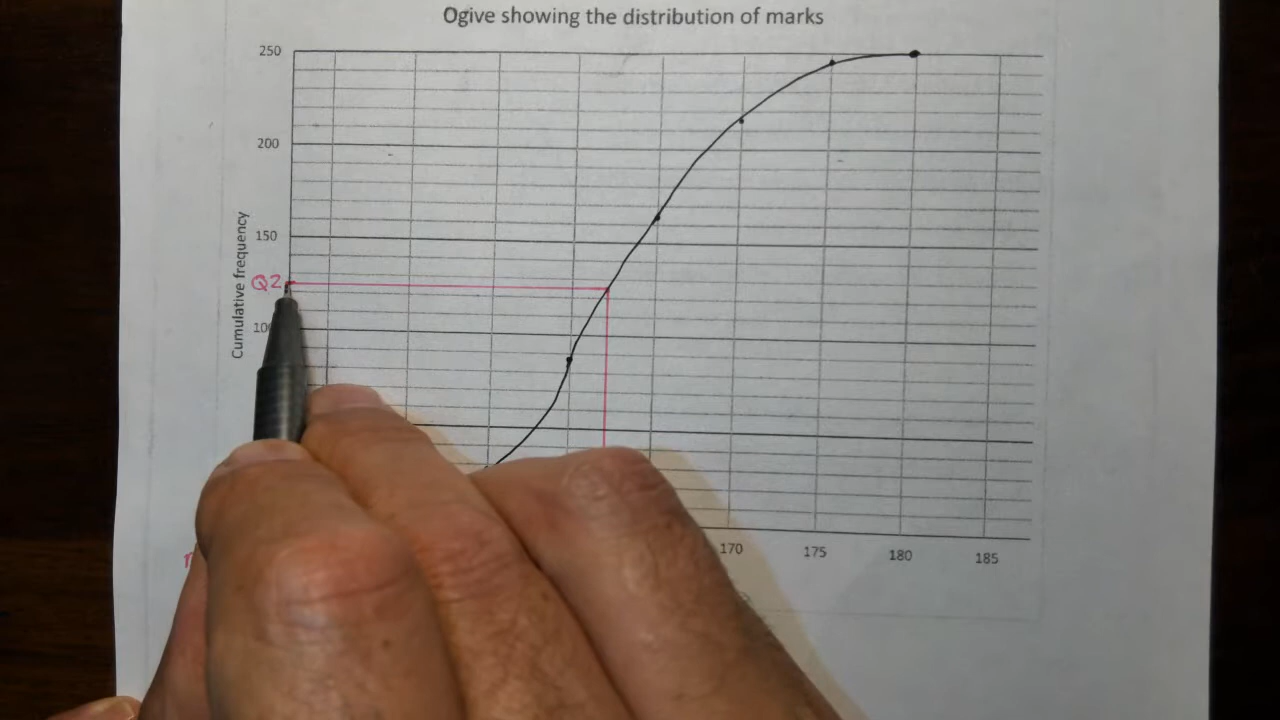 Ogive showing the distribution of marks
250
200
150
Q2
Cumulative frequency
170 175 180 185